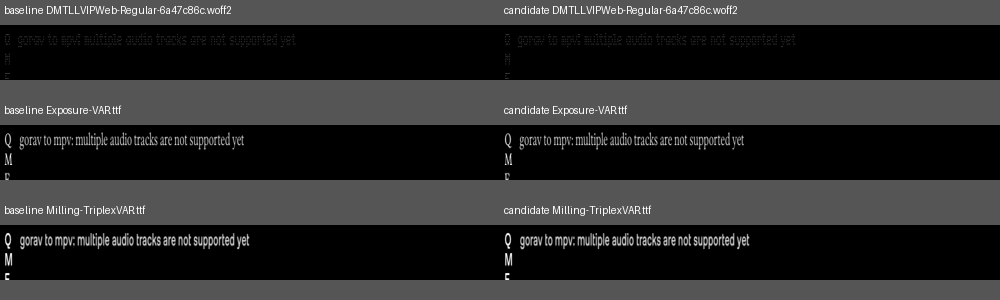 baseline DMTLLVIPWeb-Regular-6a47c86c.woff2 candidate DMTLLVIPWeb-Regular-6a47c86c.woff2
Q gorav to mpv: multiple audio tracks are not supported yet Q gorav to mpv: multiple audio tracks are not supported yet
M M
baseline Exposure-VAR.ttf candidate Exposure-VAR.ttf
Q gorav to mpv: multiple audio tracks are not supported yet Q gorav to mpv: multiple audio tracks are not supported yet
M M
baseline Milling-TriplexVAR.ttf candidate Milling-TriplexVAR.ttf
Q gorav to mpv: multiple audio tracks are not supported yet Q gorav to mpv: multiple audio tracks are not supported yet
M M